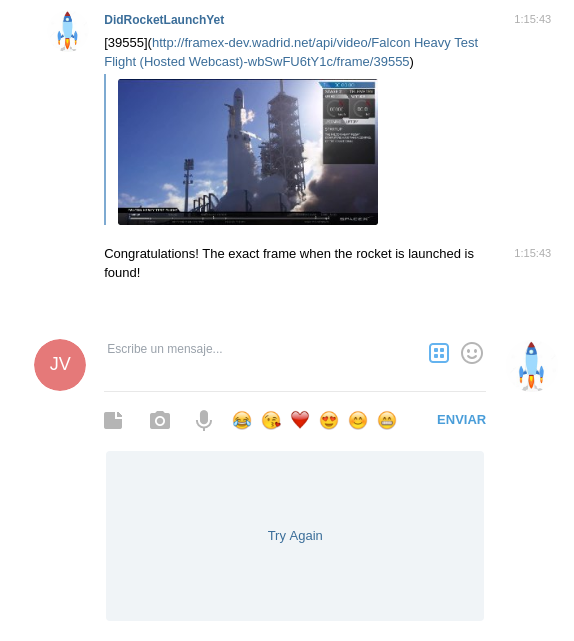 DidRocketLaunchYet
1:15:43
[39555](http://framex-dev.wadrid.net/api/video/Falcon Heavy Test
Flight (Hosted Webcast)-wbSwFU6tY1c/frame/39555)
SPACEX
Congratulations! The exact frame when the rocket is launched is
1:15:43
found!
JV
Escribe un mensaje...
ENVIAR
Try Again